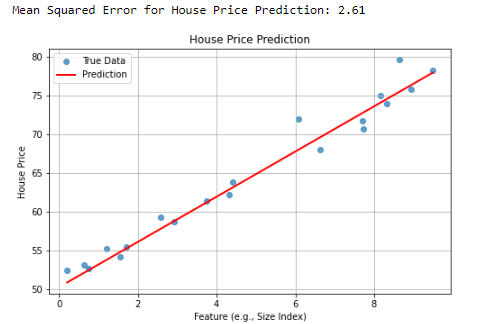 Mean Squared Error for House Price Prediction: 2.61
House Price Prediction
True Data
Prediction
80
75
70
65
60
55
50
House Price
0 2 4 6 8
Feature (e.g., Size Index)